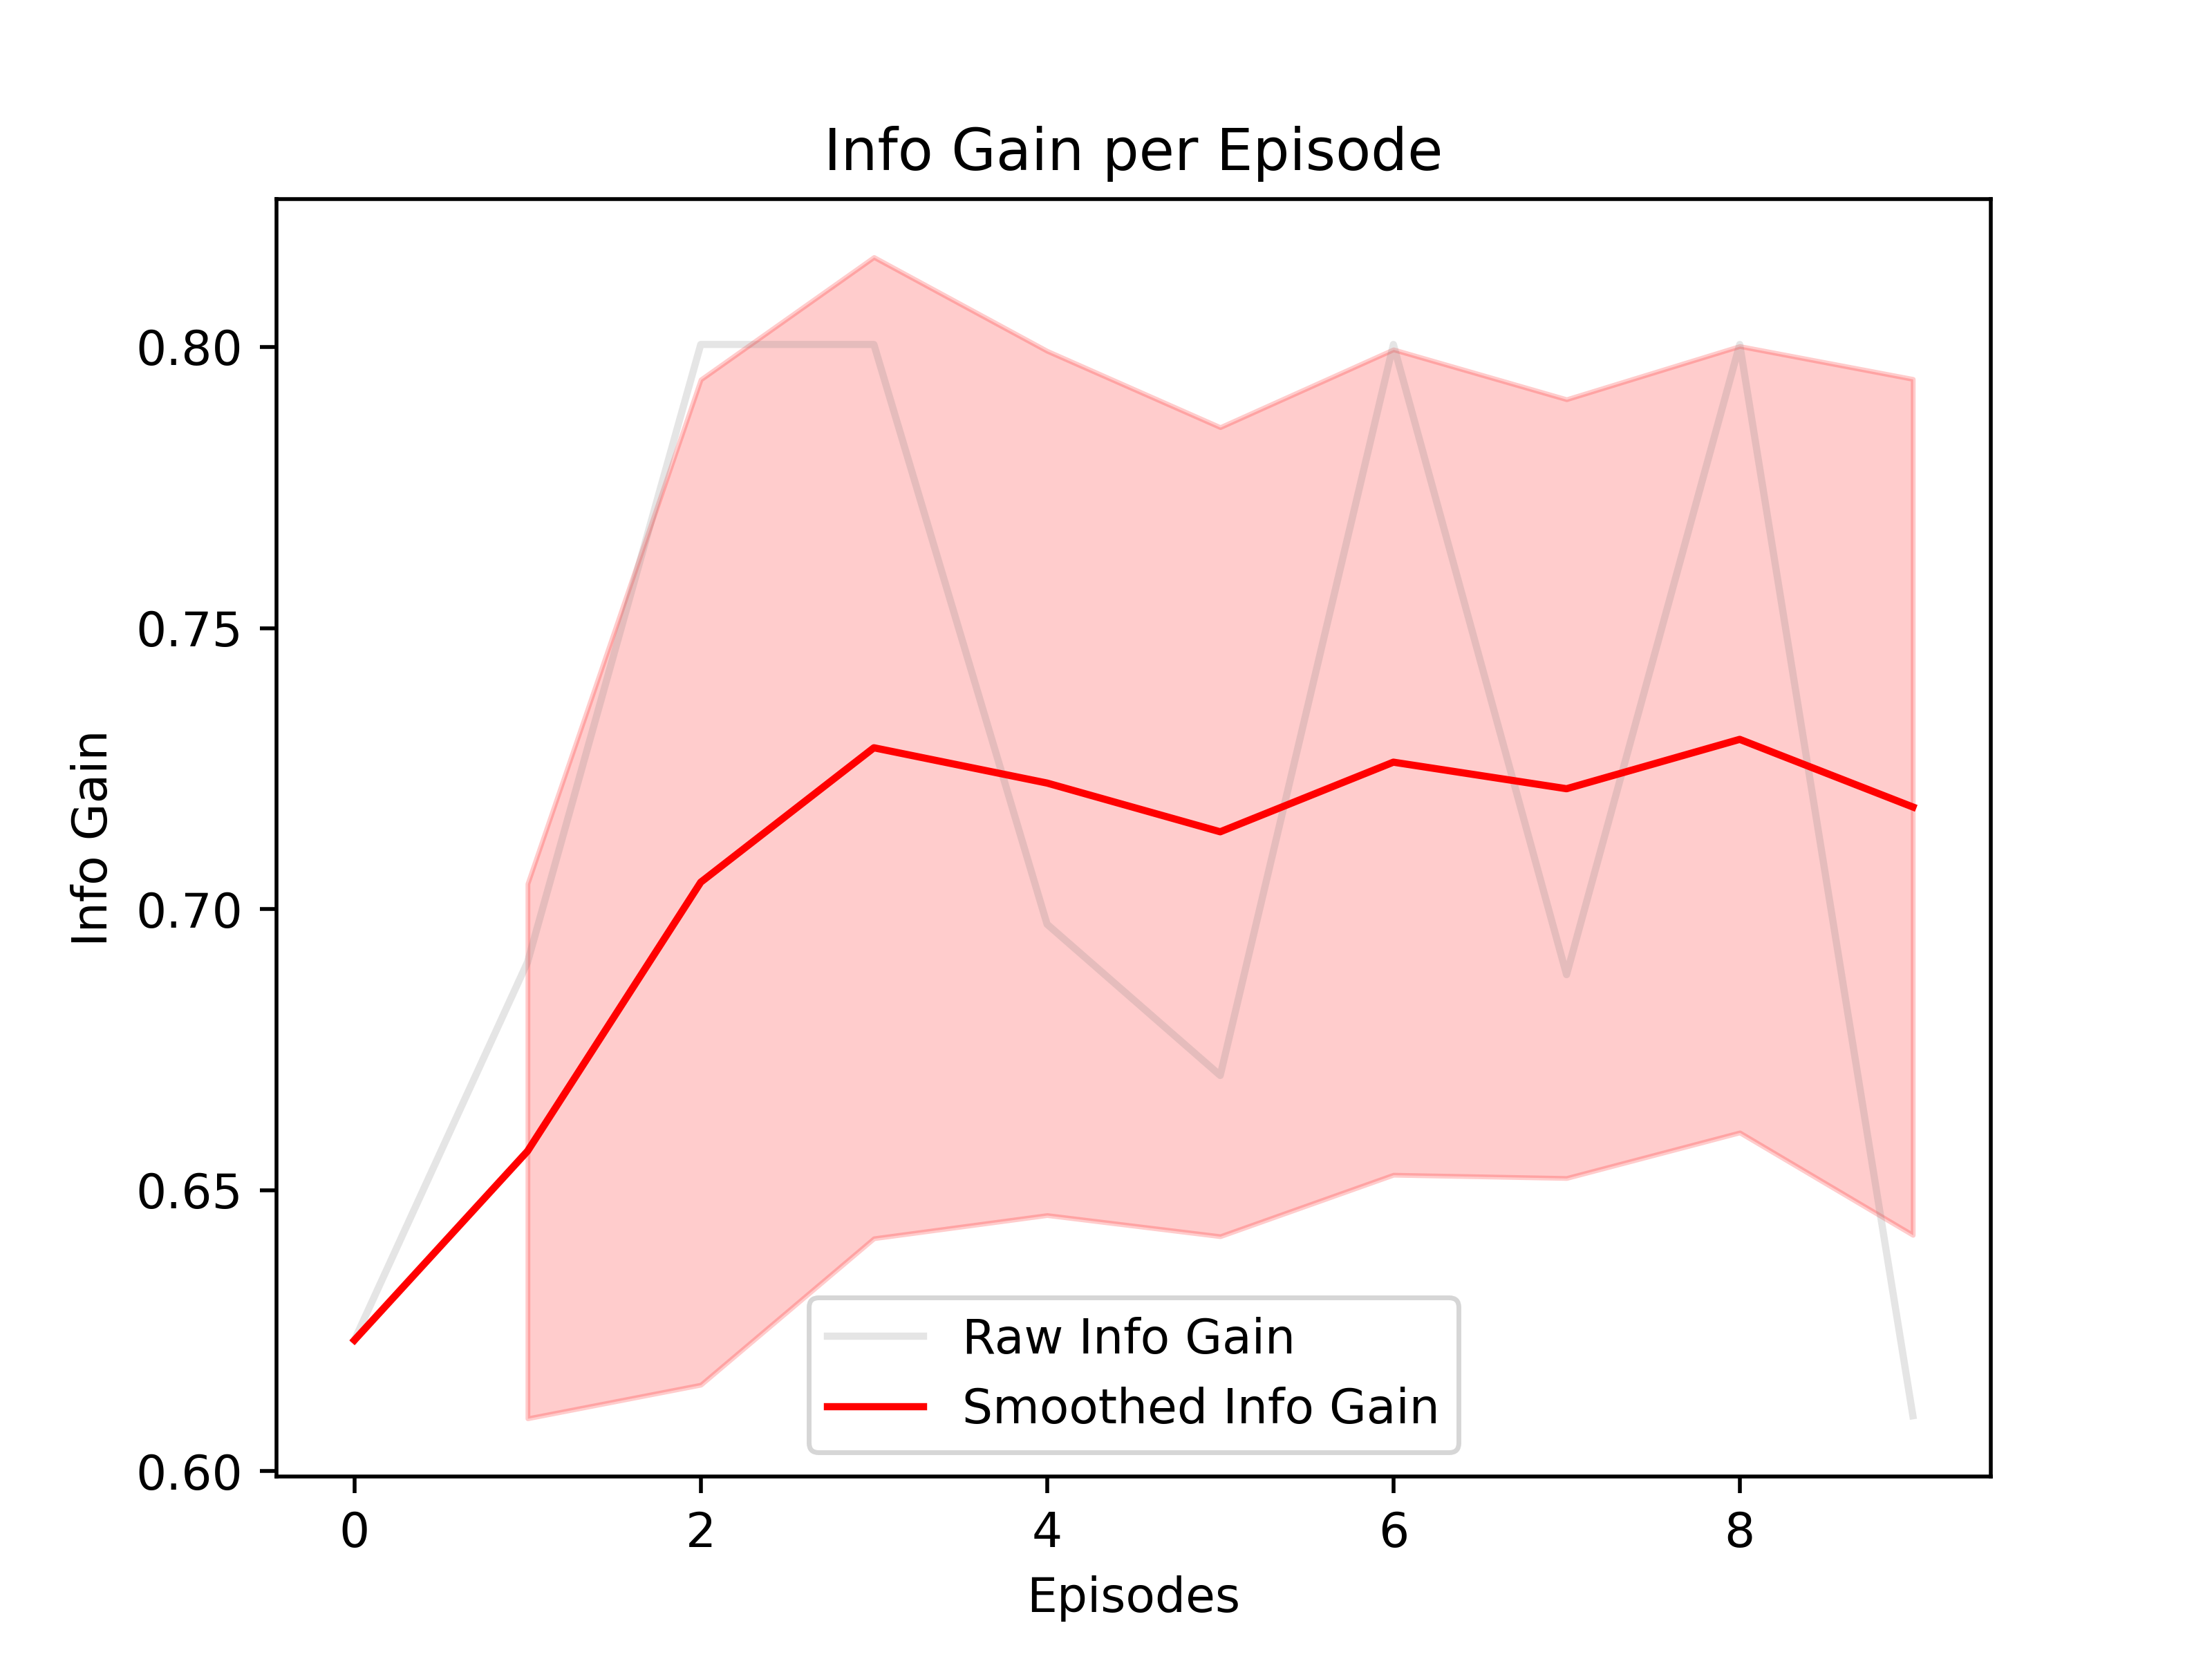 Info Gain per Episode
Info Gain
0.80
0.75
0.70
0.65
0.60
Raw Info Gain
Smoothed Info Gain
0 2 4 6 8
Episodes